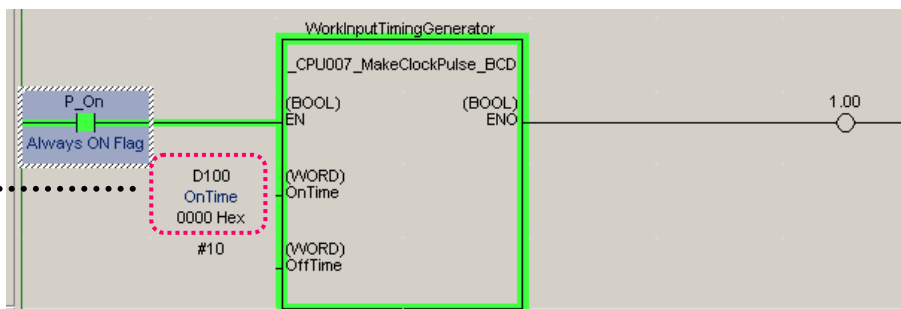 WorkInputTimingGenerator
_CPU007_MakeClockPulse_BCD
P_On
(BOOL) (BOOL)
EN ENO
1.00
Always ON Flag
D100
OnTime
0000 Hex
(WORD)
OnTime
#10
(WORD)
OffTime